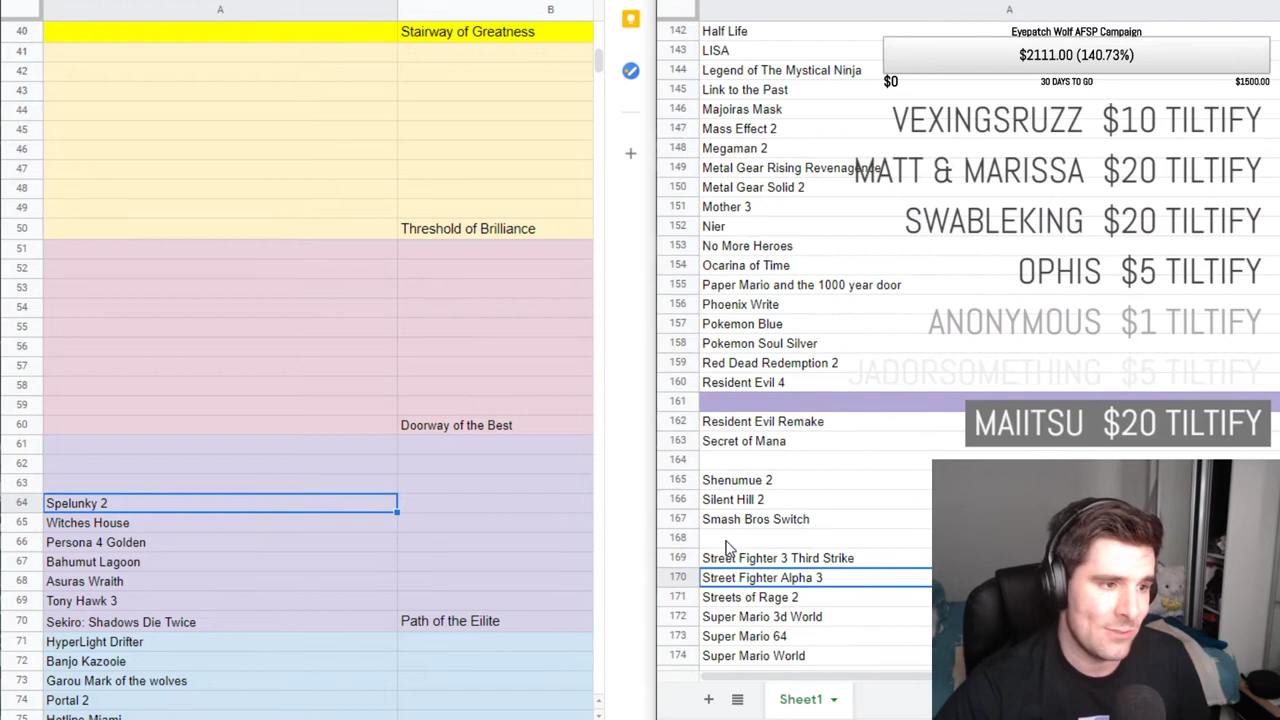 A
B
40 Stairway of Greatness
41
42
43
44
45
46
47
48
49
50 Threshold of Brilliance
51
52
53
54
55
56
57
58
59
60 Doorway of the Best
61
62
63
64 Spelunky 2
65 Witches House
66 Persona 4 Golden
67 Bahumut Lagoon
68 Asuras Wraith
69 Tony Hawk 3
70 Sekiro: Shadows Die Twice Path of the Eilite
71 HyperLight Drifter
72 Banjo Kazooie
73 Garou Mark of the wolves
74 Portal 2
75 Hotline Miami
A
142 Half Life
143 LISA
144 Legend of The Mystical Ninja
145 Link to the Past
146 Majoiras Mask
147 Mass Effect 2
148 Megaman 2
149 Metal Gear Rising Revenagence
150 Metal Gear Solid 2
151 Mother 3
152 Nier
153 No More Heroes
154 Ocarina of Time
155 Paper Mario and the 1000 year door
156 Phoenix Write
157 Pokemon Blue
158 Pokemon Soul Silver
159 Red Dead Redemption 2
160 Resident Evil 4
161
162 Resident Evil Remake
163 Secret of Mana
164
165 Shenumue 2
166 Silent Hill 2
167 Smash Bros Switch
168
169 Street Fighter 3 Third Strike
170 Street Fighter Alpha 3
171 Streets of Rage 2
172 Super Mario 3d World
173 Super Mario 64
174 Super Mario World
Sheet1
Eyepatch Wolf AFSP Campaign
$2111.00 (140.73%)
$0 30 DAYS TO GO $1500.00
VEXINGSRUZZ $10 TILTIFY
MATT & MARISSA $20 TILTIFY
SWABLEKING $20 TILTIFY
OPHIS $5 TILTIFY
ANONYMOUS $1 TILTIFY
JADORSOMETHING $5 TILTIFY
MAIITSU $20 TILTIFY